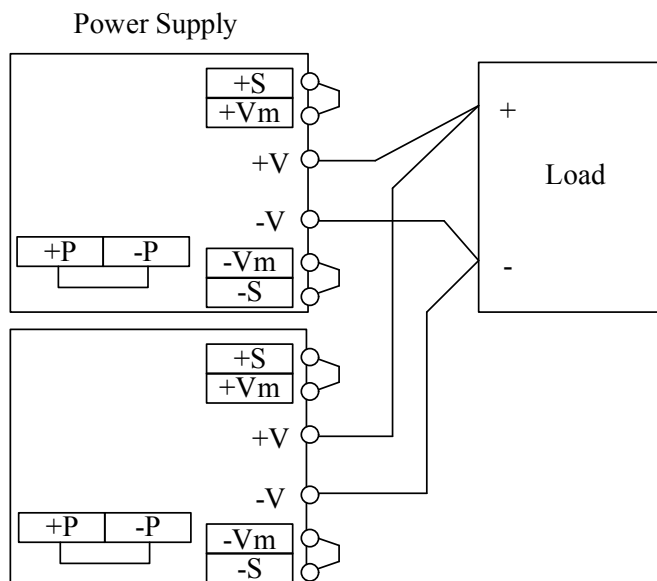 Power Supply
+S
+Vm
+V
-V
+P -P
-Vm
-S
+
Load
-
+S
+Vm
+V
-V
+P -P
-Vm
-S